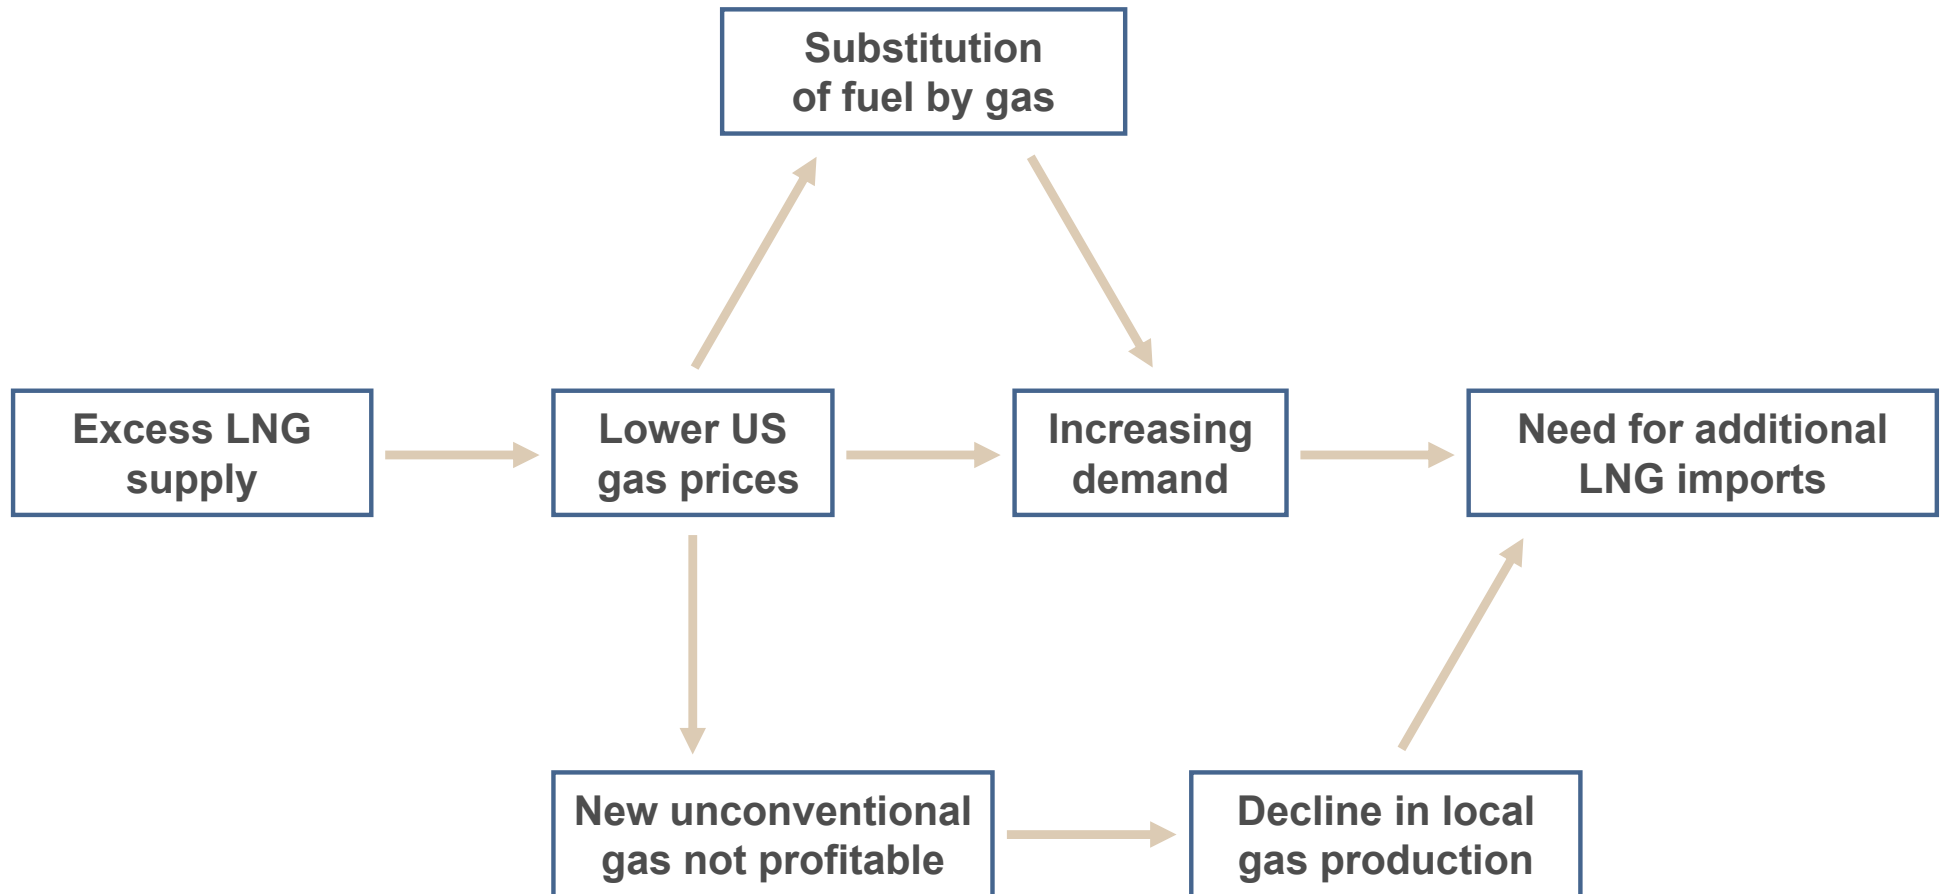 Substitution
of fuel by gas
Excess LNG
supply
Lower US
gas prices
Increasing
demand
Need for additional
LNG imports
New unconventional
gas not profitable
Decline in local
gas production